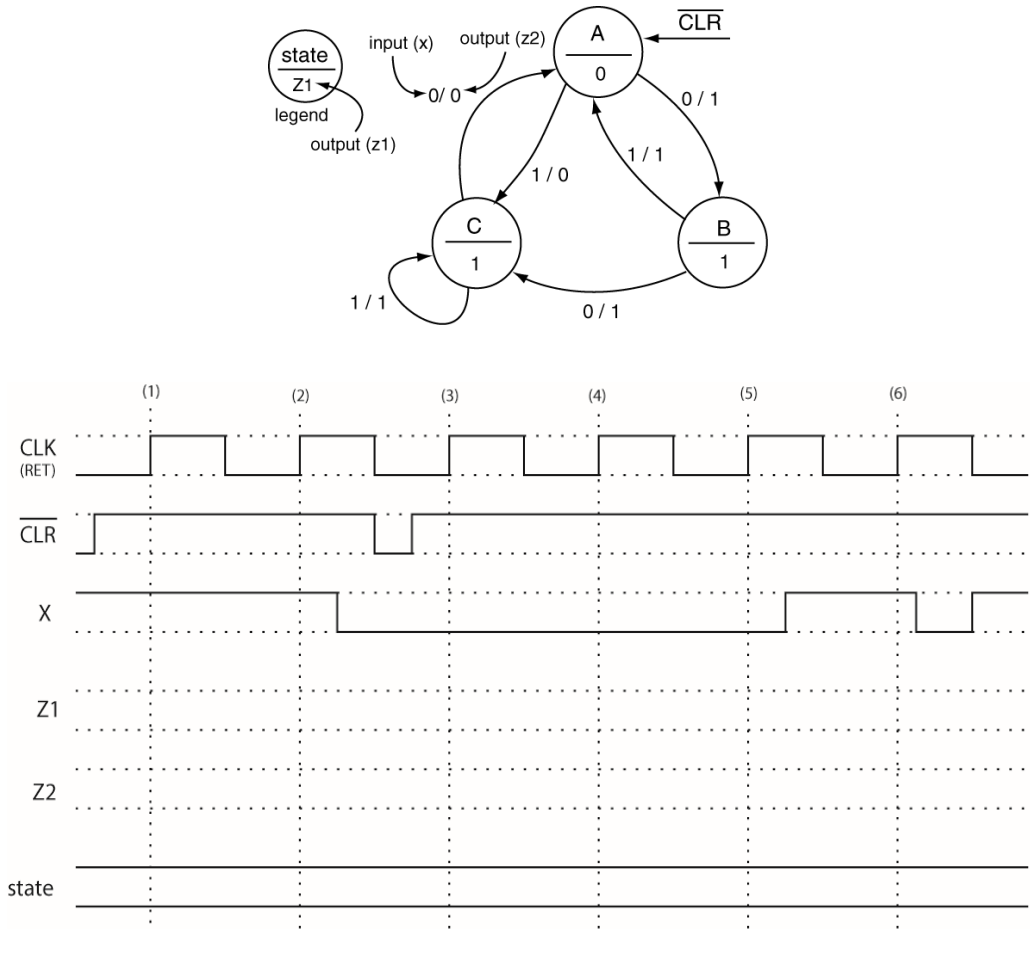 state
Z1
legend
output (z1)
input (x)
output (z2)
0/ 0
A
0
CLR
0 / 1
1 / 0
1 / 1
C
1
B
1
1 / 1
0 / 1
(1) (2) (3) (4) (5) (6)
CLK
(RET)
CLR
X
Z1
Z2
state